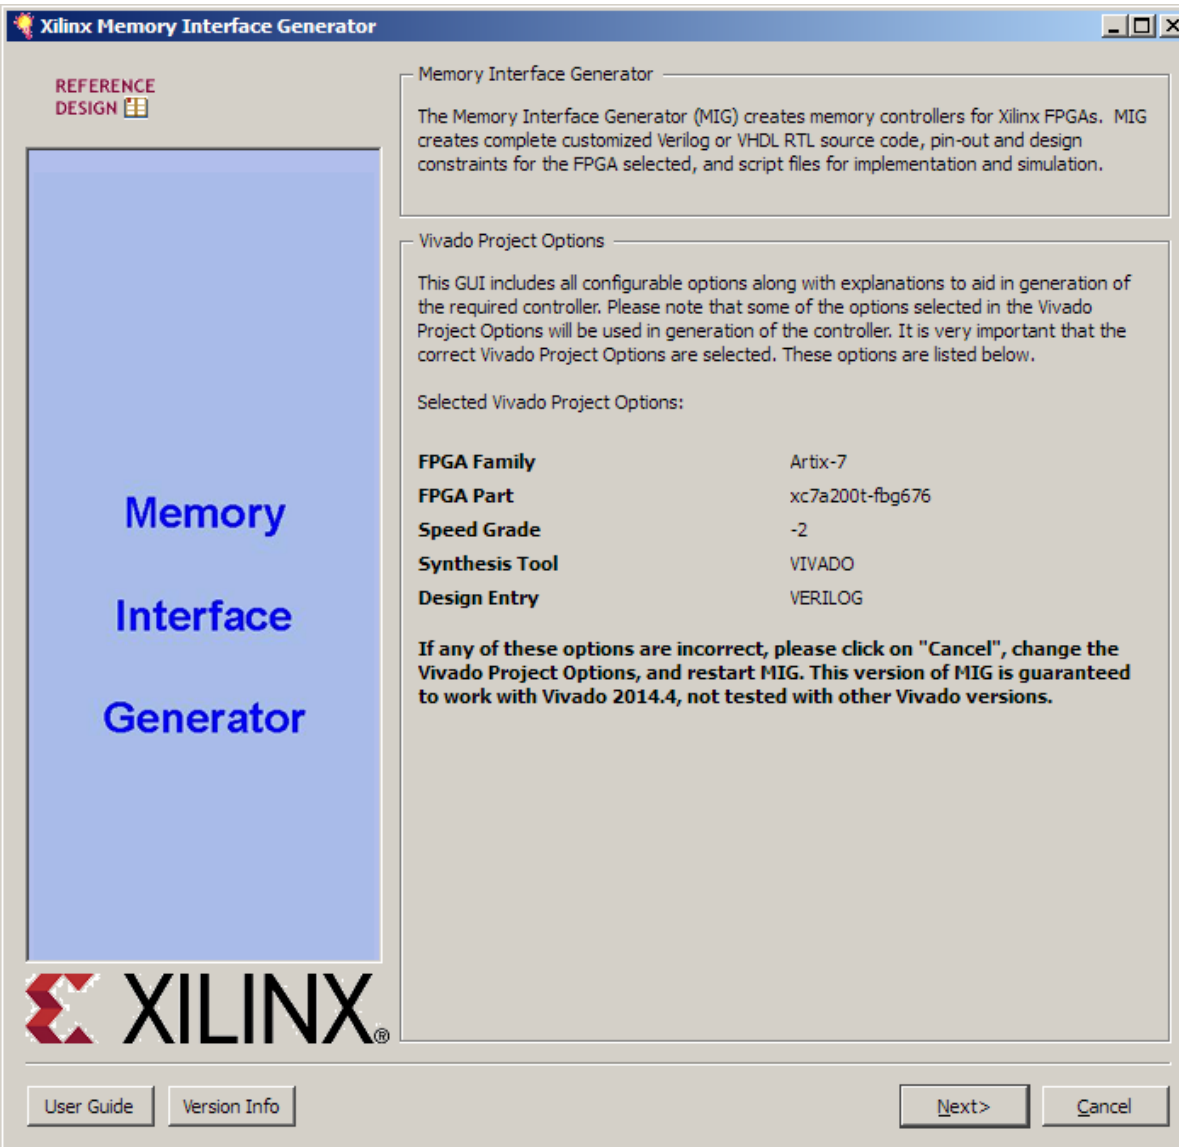 Xilinx Memory Interface Generator
REFERENCE
DESIGN
Memory
Interface
Generator
XILINX®
Memory Interface Generator
The Memory Interface Generator (MIG) creates memory controllers for Xilinx FPGAs. MIG
creates complete customized Verilog or VHDL RTL source code, pin-out and design
constraints for the FPGA selected, and script files for implementation and simulation.
Vivado Project Options
This GUI includes all configurable options along with explanations to aid in generation of
the required controller. Please note that some of the options selected in the Vivado
Project Options will be used in generation of the controller. It is very important that the
correct Vivado Project Options are selected. These options are listed below.
Selected Vivado Project Options:
FPGA Family Artix-7
FPGA Part xc7a200t-fbg676
Speed Grade -2
Synthesis Tool VIVADO
Design Entry VERILOG
If any of these options are incorrect, please click on "Cancel", change the
Vivado Project Options, and restart MIG. This version of MIG is guaranteed
to work with Vivado 2014.4, not tested with other Vivado versions.
User Guide Version Info Next> Cancel